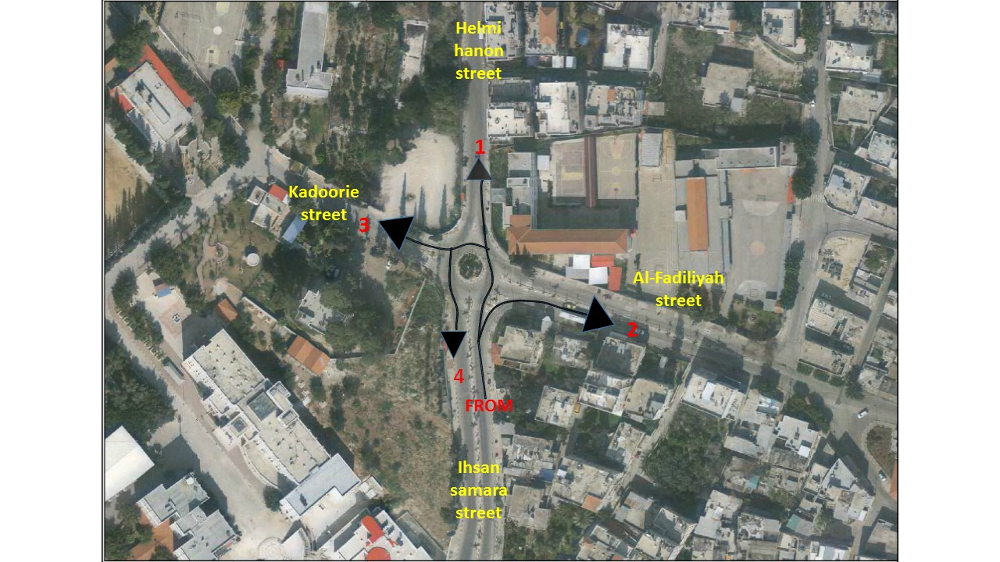 Helmi
hanon
street
1
Kadoorie
street
3
Al-Fadiliyah
street
2
4
FROM
Ihsan
samara
street